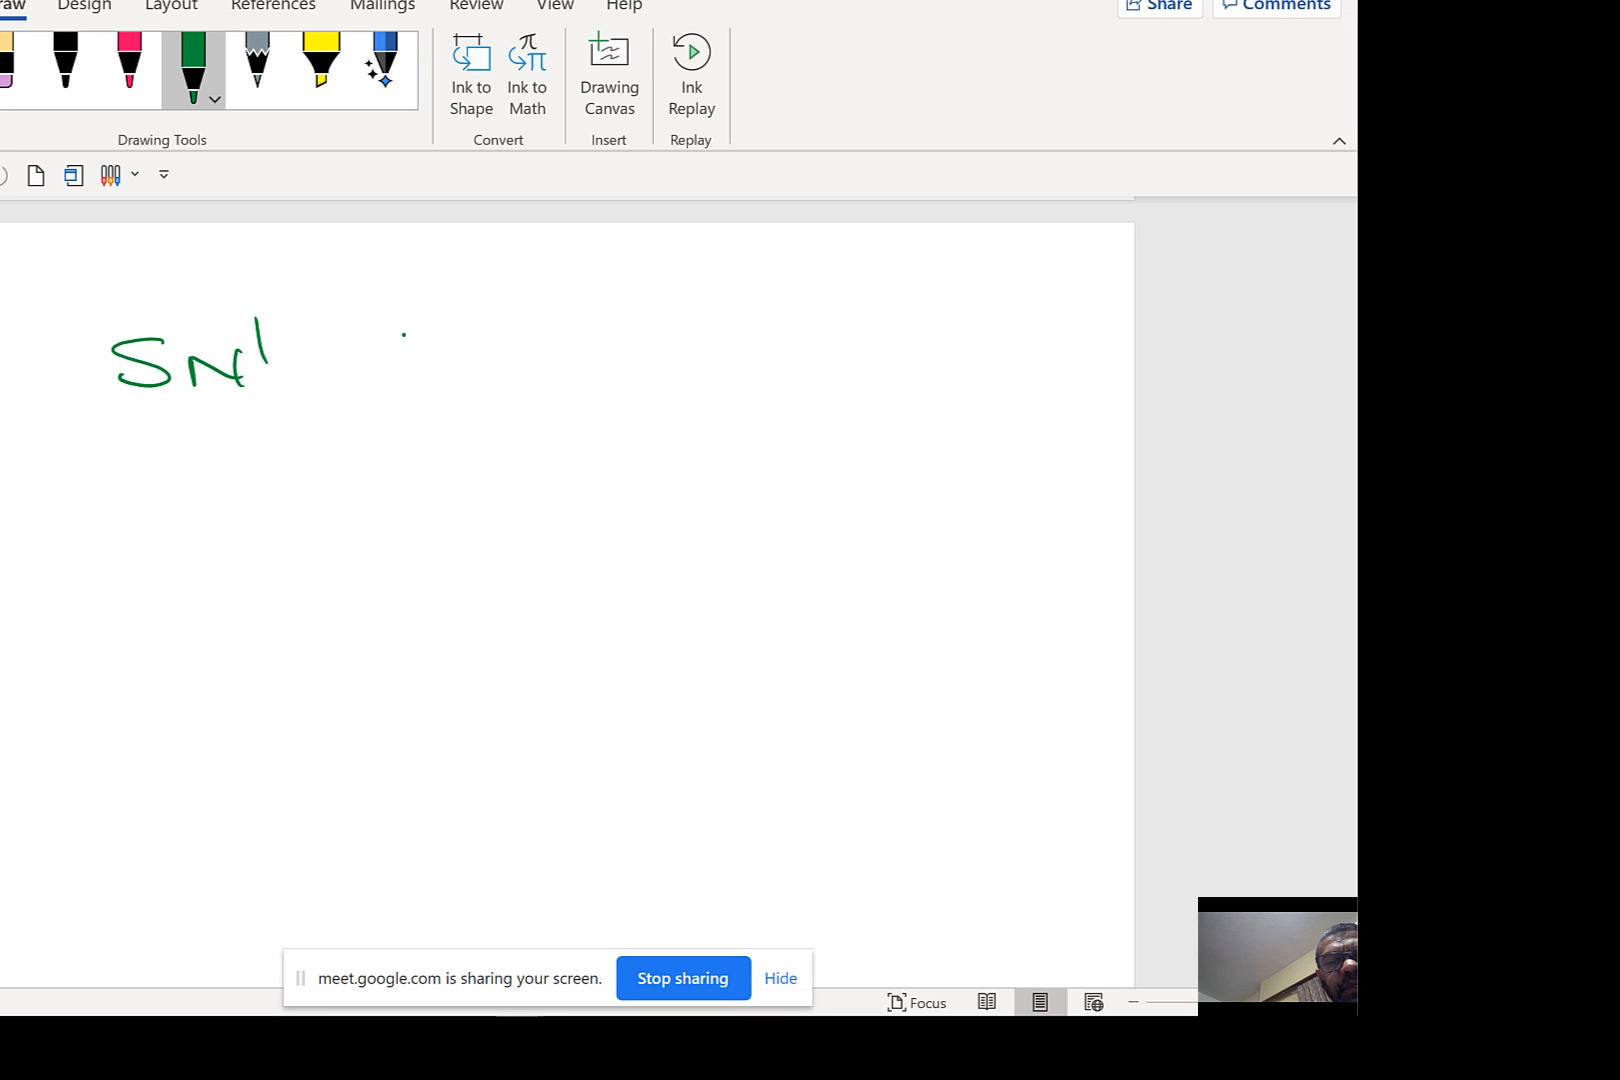 Design Layout References Mailings Review View Help Share Comments
Ink to Shape Ink to Math Drawing Canvas Ink Replay
Drawing Tools Convert Insert Replay
SN'
meet.google.com is sharing your screen. Stop sharing Hide
Focus